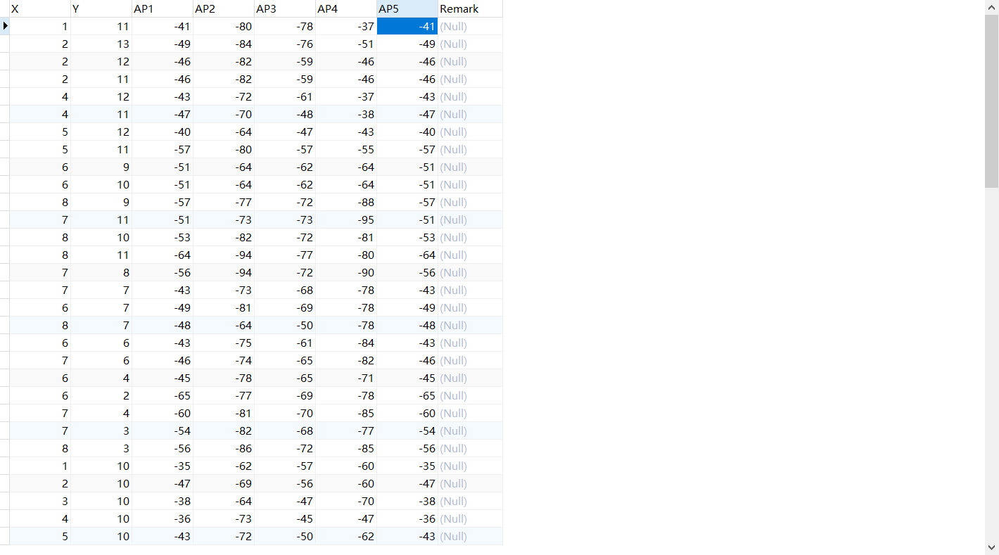 X Y AP1 AP2 AP3 AP4 AP5 Remark
1 11 -41 -80 -78 -37 -41 (Null)
2 13 -49 -84 -76 -51 -49 (Null)
2 12 -46 -82 -59 -46 -46 (Null)
2 11 -46 -82 -59 -46 -46 (Null)
4 12 -43 -72 -61 -37 -43 (Null)
4 11 -47 -70 -48 -38 -47 (Null)
5 12 -40 -64 -47 -43 -40 (Null)
5 11 -57 -80 -57 -55 -57 (Null)
6 9 -51 -64 -62 -64 -51 (Null)
6 10 -51 -64 -62 -64 -51 (Null)
8 9 -57 -77 -72 -88 -57 (Null)
7 11 -51 -73 -73 -95 -51 (Null)
8 10 -53 -82 -72 -81 -53 (Null)
8 11 -64 -94 -77 -80 -64 (Null)
7 8 -56 -94 -72 -90 -56 (Null)
7 7 -43 -73 -68 -78 -43 (Null)
6 7 -49 -81 -69 -78 -49 (Null)
8 7 -48 -64 -50 -78 -48 (Null)
6 6 -43 -75 -61 -84 -43 (Null)
7 6 -46 -74 -65 -82 -46 (Null)
6 4 -45 -78 -65 -71 -45 (Null)
6 2 -65 -77 -69 -78 -65 (Null)
7 4 -60 -81 -70 -85 -60 (Null)
7 3 -54 -82 -68 -77 -54 (Null)
8 3 -56 -86 -72 -85 -56 (Null)
1 10 -35 -62 -57 -60 -35 (Null)
2 10 -47 -69 -56 -60 -47 (Null)
3 10 -38 -64 -47 -70 -38 (Null)
4 10 -36 -73 -45 -47 -36 (Null)
5 10 -43 -72 -50 -62 -43 (Null)